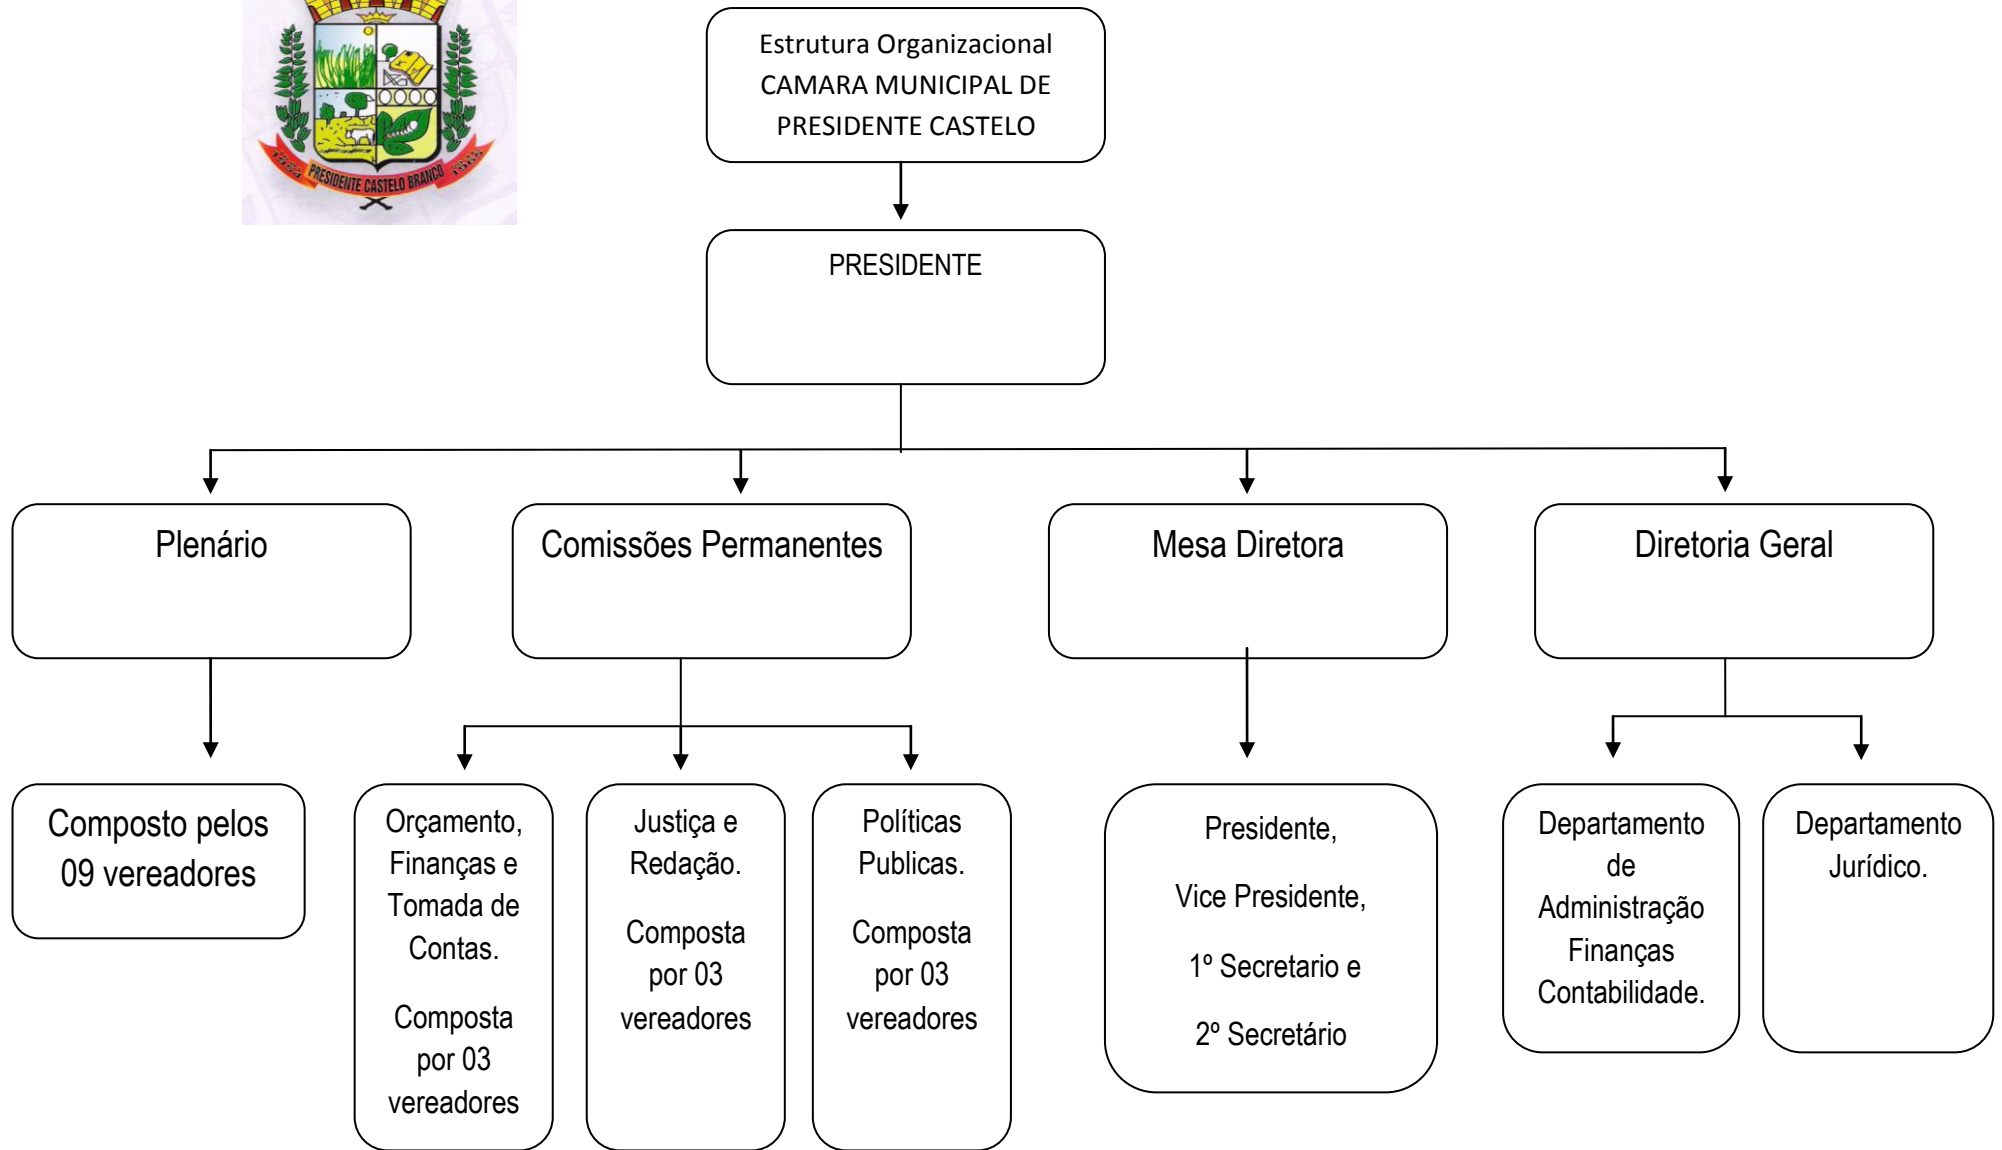 1964 PRESIDENTE CASTELO BRANCO 1965
Estrutura Organizacional
CAMARA MUNICIPAL DE
PRESIDENTE CASTELO
PRESIDENTE
Plenário
Comissões Permanentes
Mesa Diretora
Diretoria Geral
Composto pelos
09 vereadores
Orçamento,
Finanças e
Tomada de
Contas.
Composta
por 03
vereadores
Justiça e
Redação.
Composta
por 03
vereadores
Políticas
Publicas.
Composta
por 03
vereadores
Presidente,
Vice Presidente,
1º Secretario e
2º Secretário
Departamento
de
Administração
Finanças
Contabilidade.
Departamento
Jurídico.